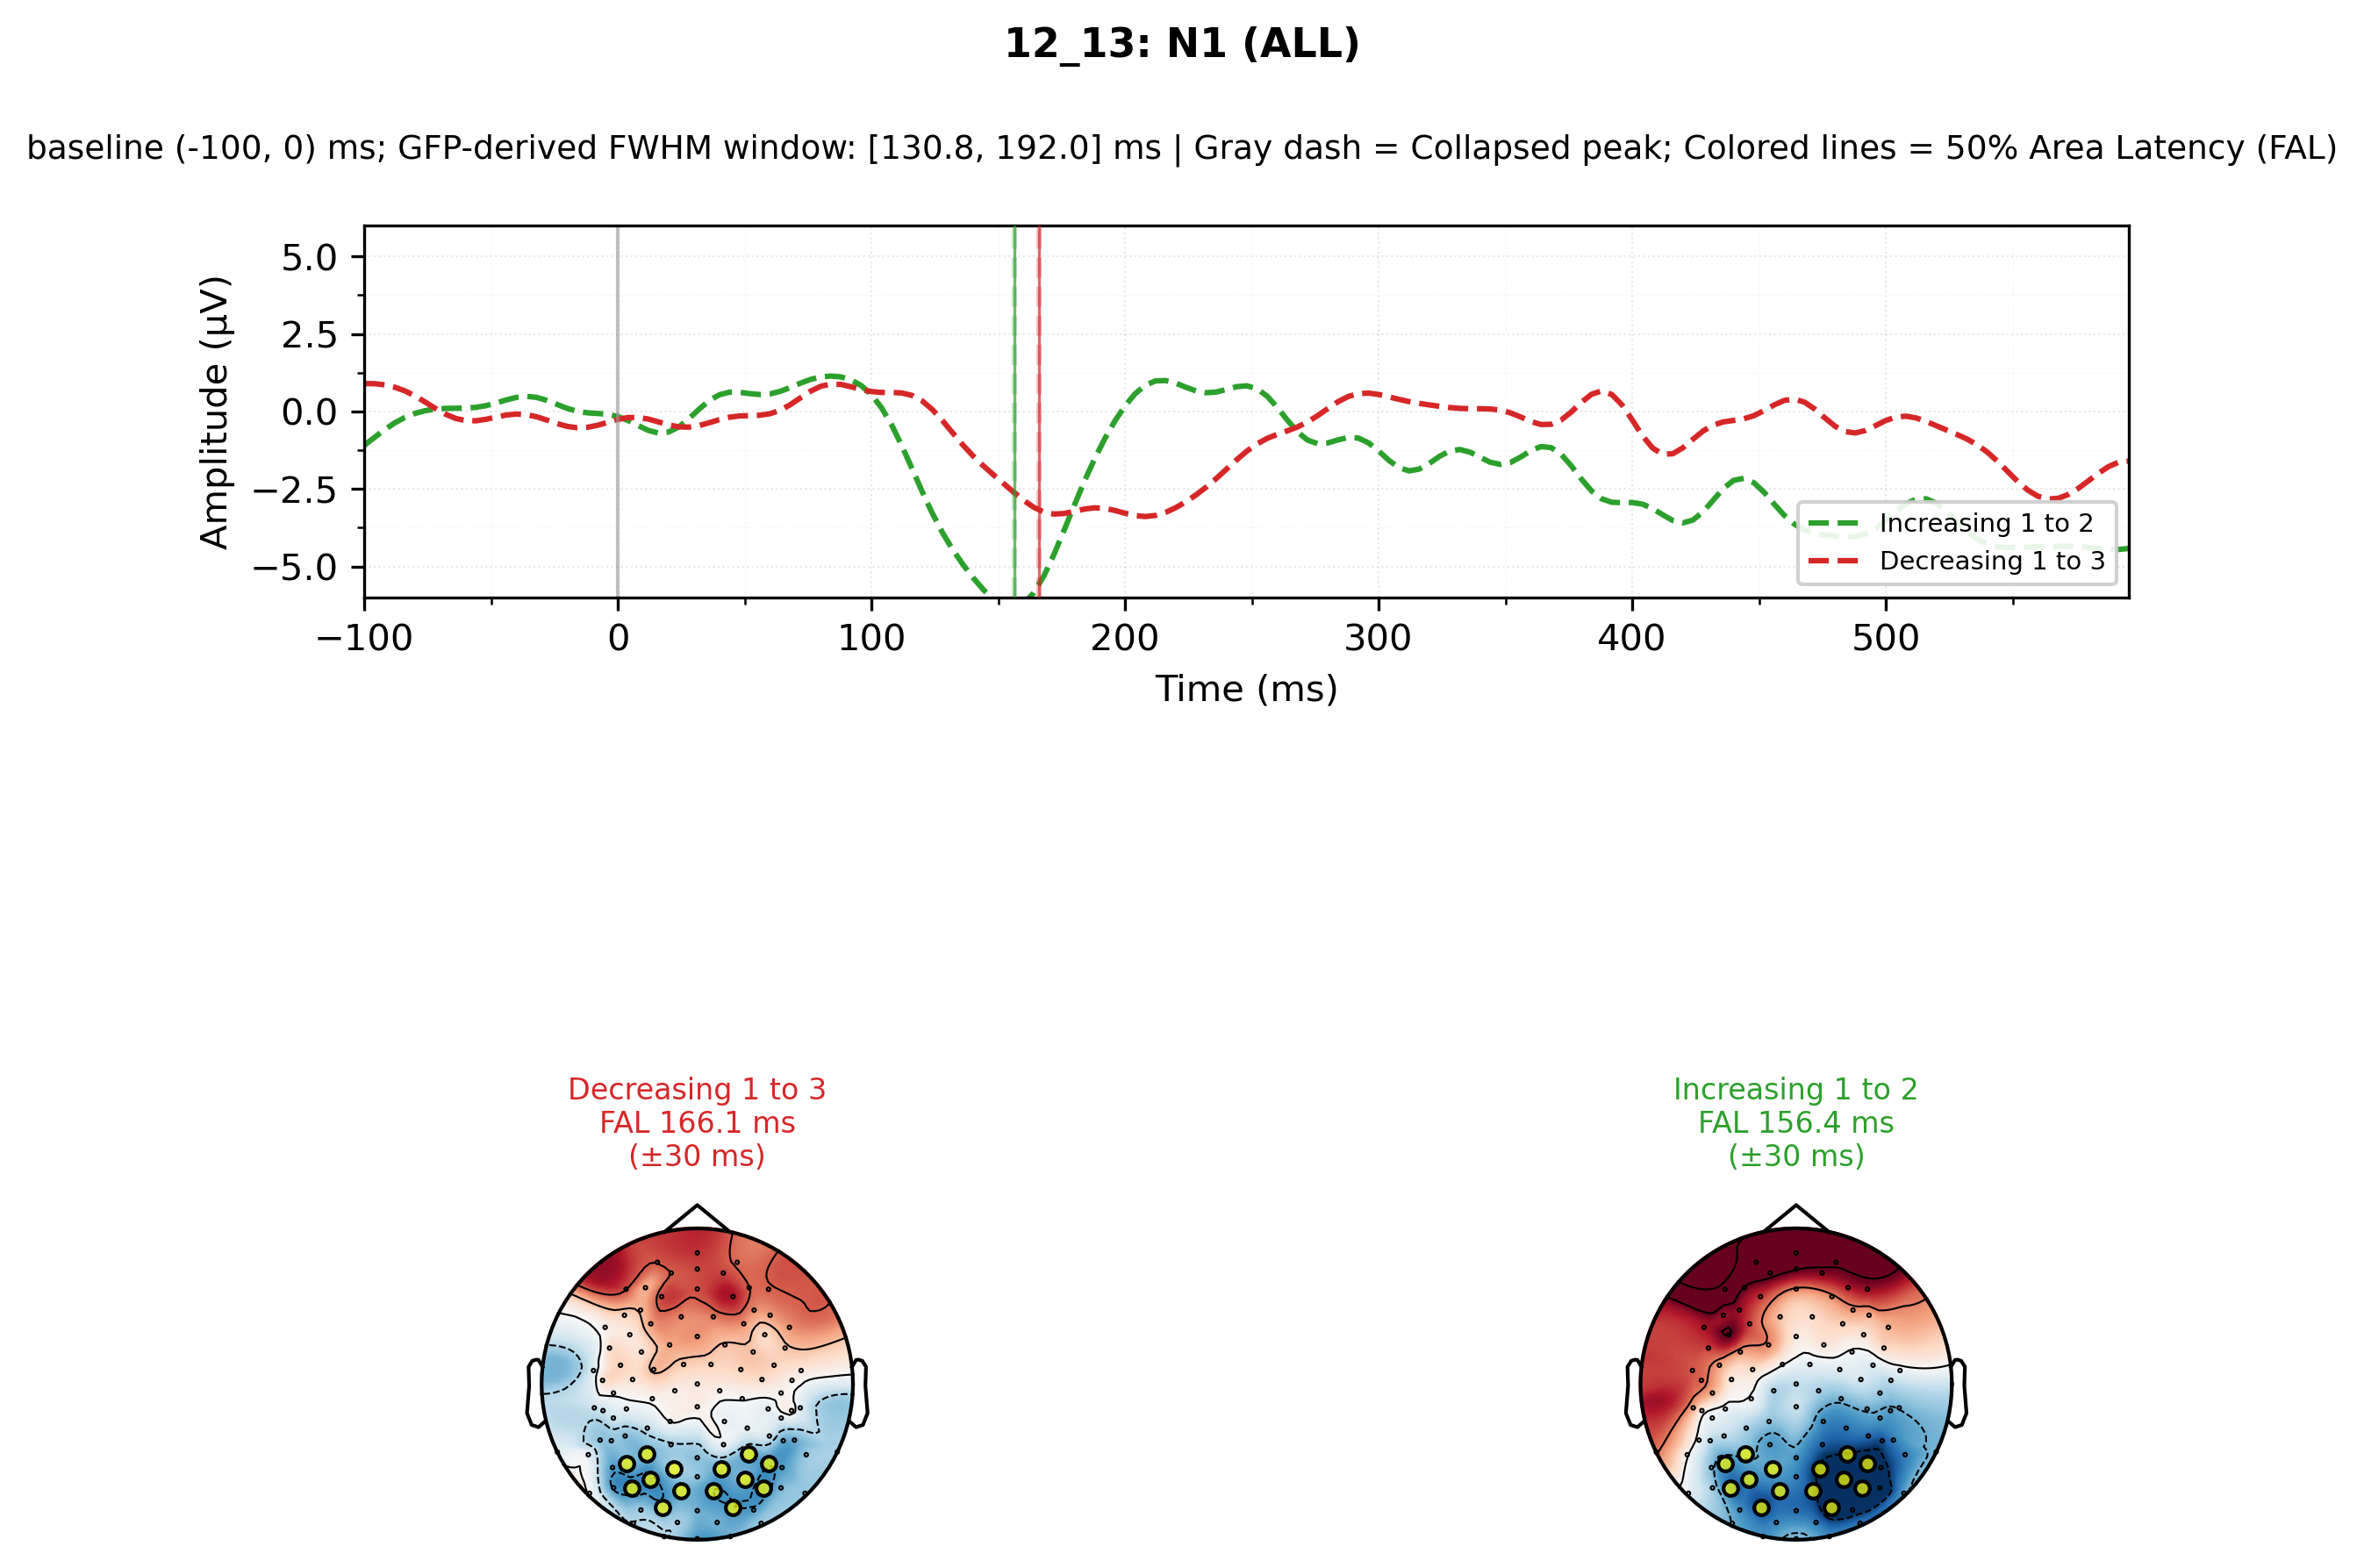 12_13: N1 (ALL)
baseline (-100, 0) ms; GFP-derived FWHM window: [130.8, 192.0] ms | Gray dash = Collapsed peak; Colored lines = 50% Area Latency (FAL)
5.0
2.5
0.0
−2.5
−5.0
Amplitude (µV)
Increasing 1 to 2
Decreasing 1 to 3
−100
0
100
200
300
400
500
Time (ms)
Decreasing 1 to 3
FAL 166.1 ms
(±30 ms)
Increasing 1 to 2
FAL 156.4 ms
(±30 ms)